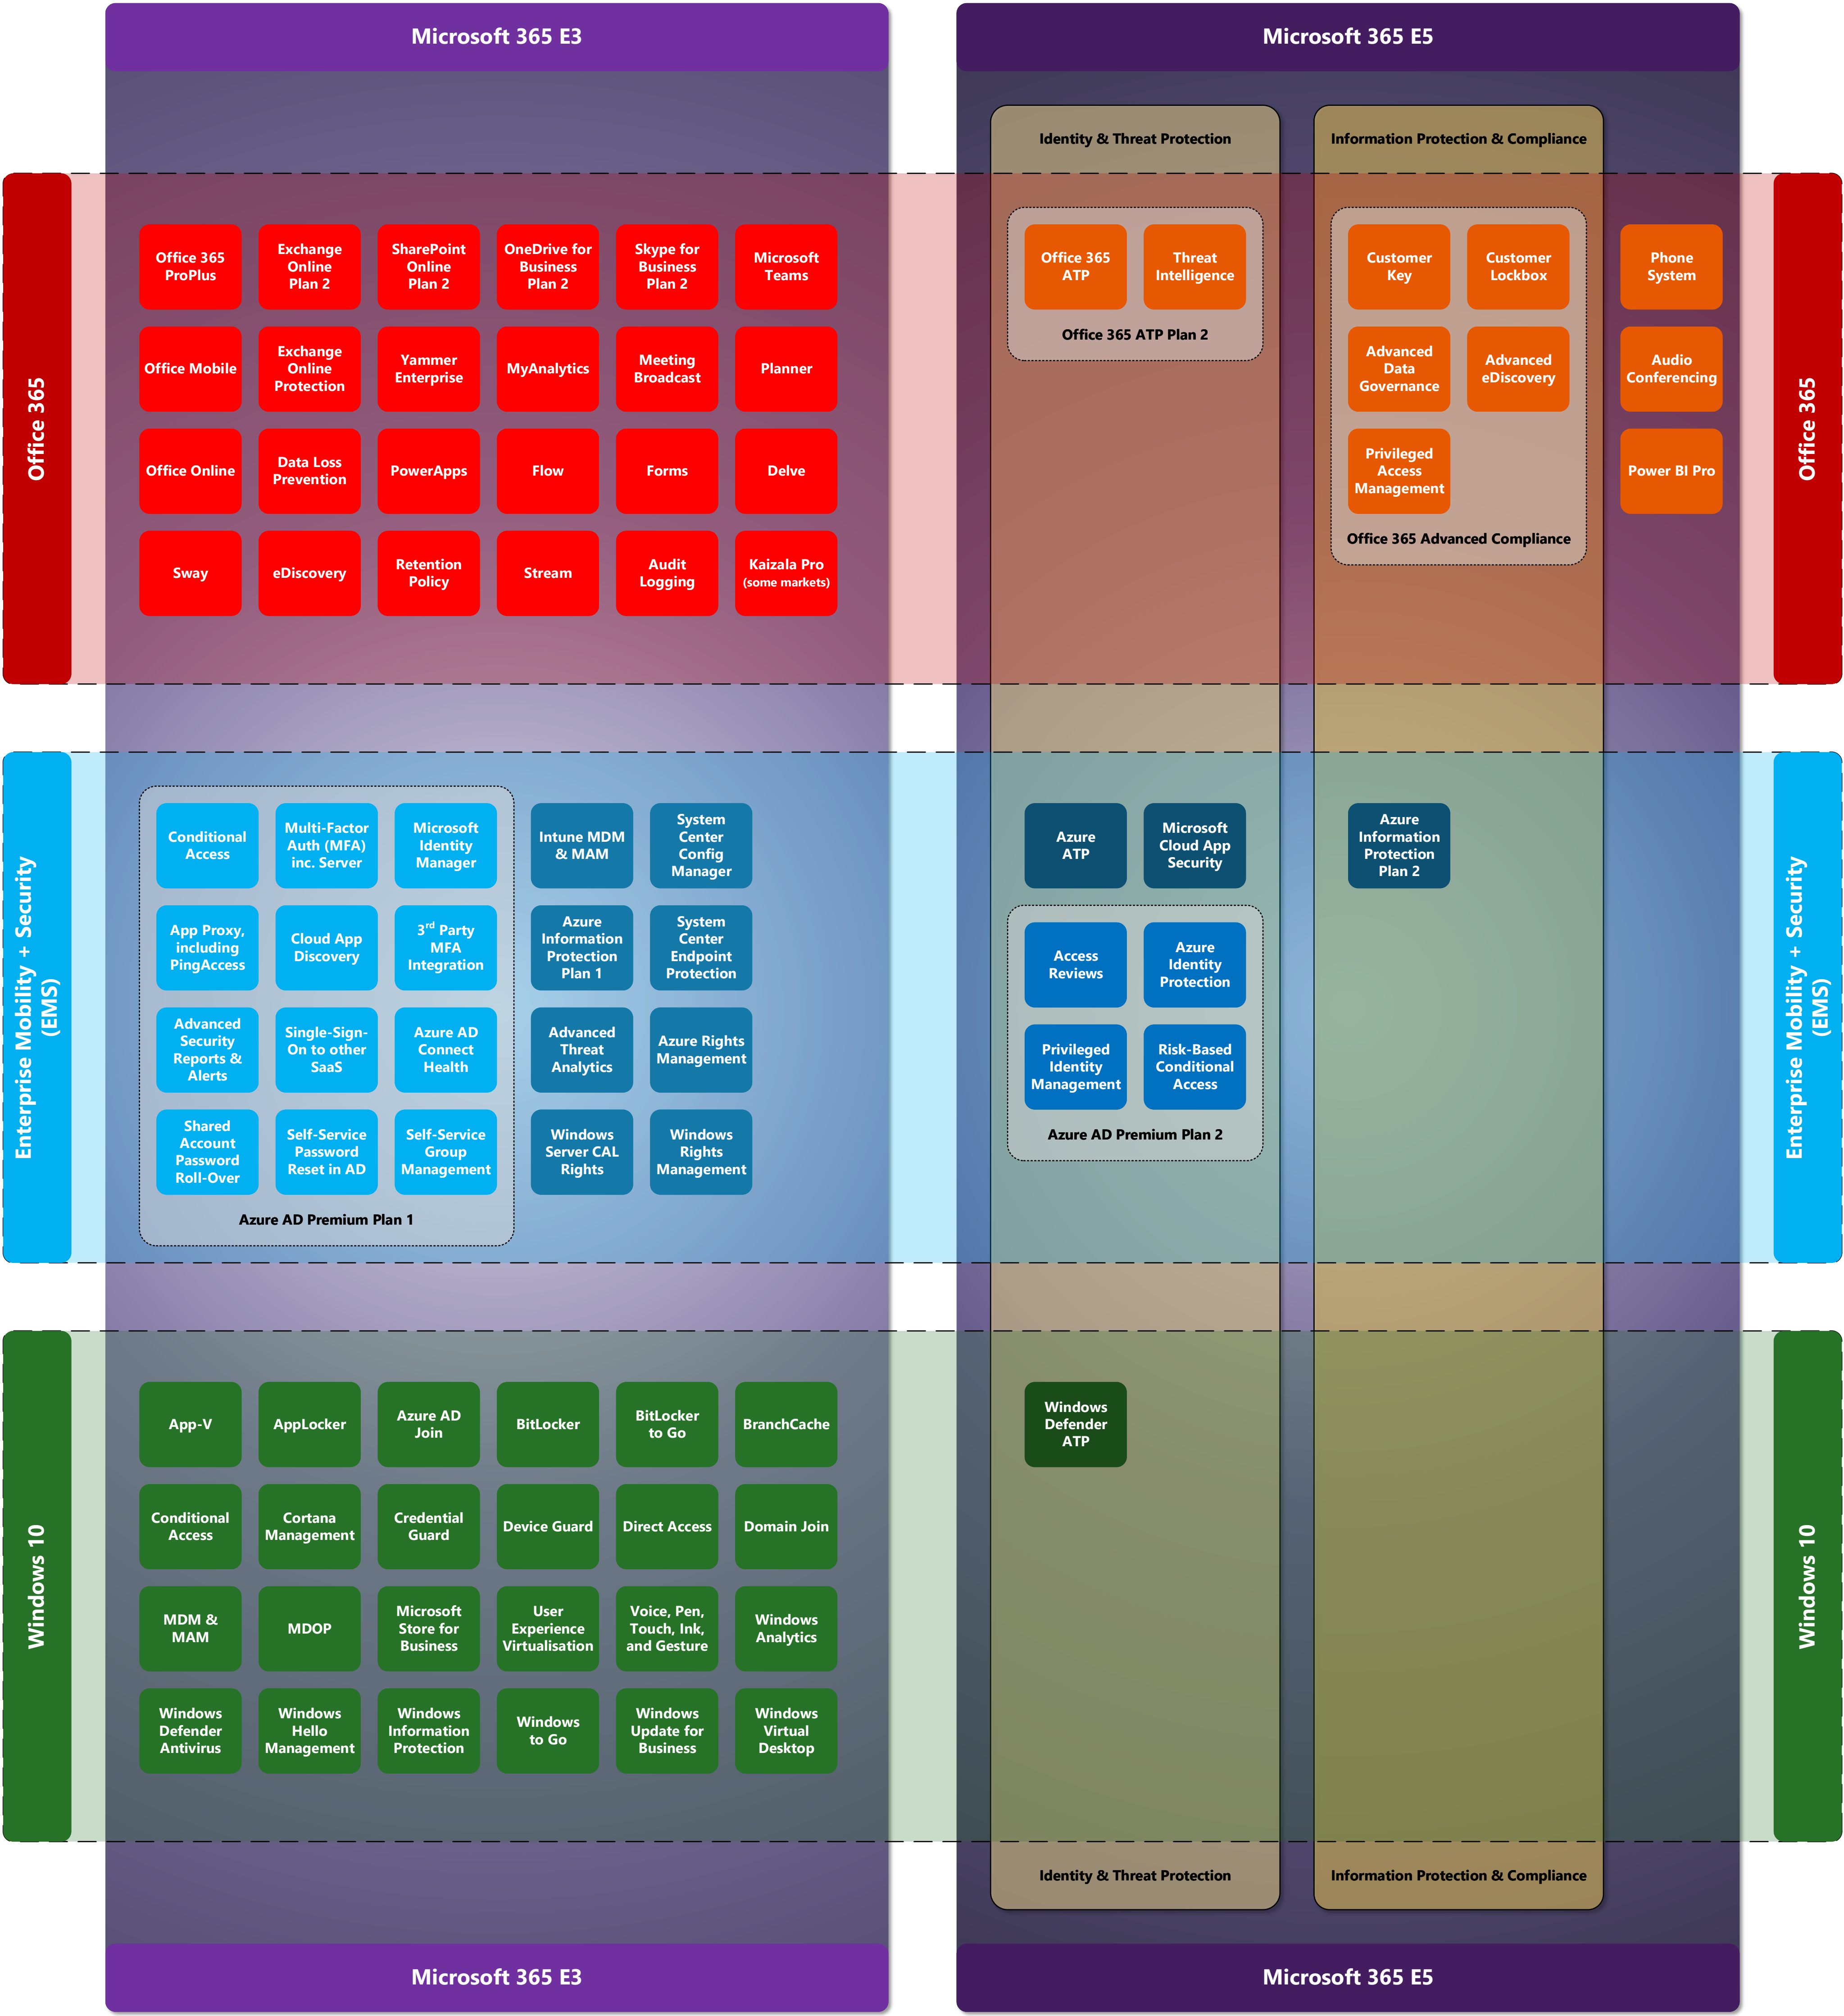 Microsoft 365 E3
Microsoft 365 E5
Identity & Threat Protection
Information Protection & Compliance
Office 365
Office 365
ProPlus
Exchange
Online
Plan 2
SharePoint
Online
Plan 2
OneDrive for
Business
Plan 2
Skype for
Business
Plan 2
Microsoft
Teams
Office Mobile
Exchange
Online
Protection
Yammer
Enterprise
MyAnalytics
Meeting
Broadcast
Planner
Office Online
Data Loss
Prevention
PowerApps
Flow
Forms
Delve
Sway
eDiscovery
Retention
Policy
Stream
Audit
Logging
Kaizala Pro
(some markets)
Office 365
ATP
Threat
Intelligence
Office 365 ATP Plan 2
Customer
Key
Customer
Lockbox
Advanced
Data
Governance
Advanced
eDiscovery
Privileged
Access
Management
Office 365 Advanced Compliance
Phone
System
Audio
Conferencing
Power BI Pro
Office 365
Enterprise Mobility + Security
(EMS)
Conditional
Access
Multi-Factor
Auth (MFA)
inc. Server
Microsoft
Identity
Manager
App Proxy,
including
PingAccess
Cloud App
Discovery
3rd Party
MFA
Integration
Advanced
Security
Reports &
Alerts
Single-Sign-
On to other
SaaS
Azure AD
Connect
Health
Shared
Account
Password
Roll-Over
Self-Service
Password
Reset in AD
Self-Service
Group
Management
Azure AD Premium Plan 1
Intune MDM
& MAM
System
Center
Config
Manager
Azure
Information
Protection
Plan 1
System
Center
Endpoint
Protection
Advanced
Threat
Analytics
Azure Rights
Management
Windows
Server CAL
Rights
Windows
Rights
Management
Azure
ATP
Microsoft
Cloud App
Security
Access
Reviews
Azure
Identity
Protection
Privileged
Identity
Management
Risk-Based
Conditional
Access
Azure AD Premium Plan 2
Azure
Information
Protection
Plan 2
Enterprise Mobility + Security
(EMS)
Windows 10
App-V
AppLocker
Azure AD
Join
BitLocker
BitLocker
to Go
BranchCache
Conditional
Access
Cortana
Management
Credential
Guard
Device Guard
Direct Access
Domain Join
MDM &
MAM
MDOP
Microsoft
Store for
Business
User
Experience
Virtualisation
Voice, Pen,
Touch, Ink,
and Gesture
Windows
Analytics
Windows
Defender
Antivirus
Windows
Hello
Management
Windows
Information
Protection
Windows
to Go
Windows
Update for
Business
Windows
Virtual
Desktop
Windows
Defender
ATP
Windows 10
Identity & Threat Protection
Information Protection & Compliance
Microsoft 365 E3
Microsoft 365 E5